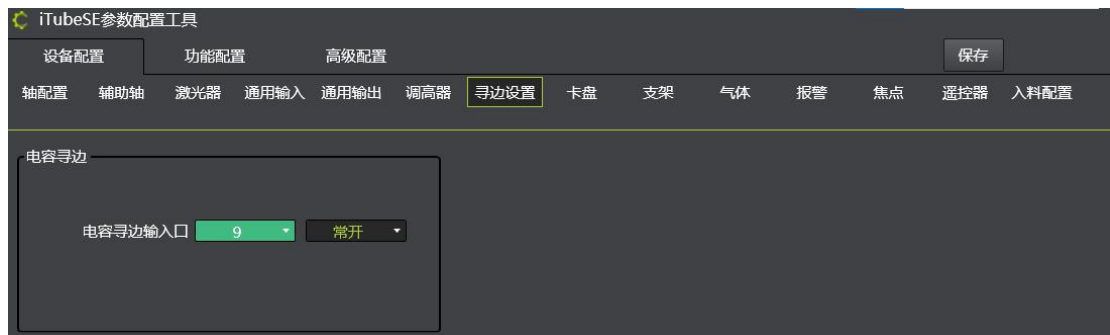 iTubeSE参数配置工具
设备配置 功能配置 高级配置 保存
轴配置 辅助轴 激光器 通用输入 通用输出 调高器 寻边设置 卡盘 支架 气体 报警 焦点 遥控器 入料配置
电容寻边
电容寻边输入口 9 常开